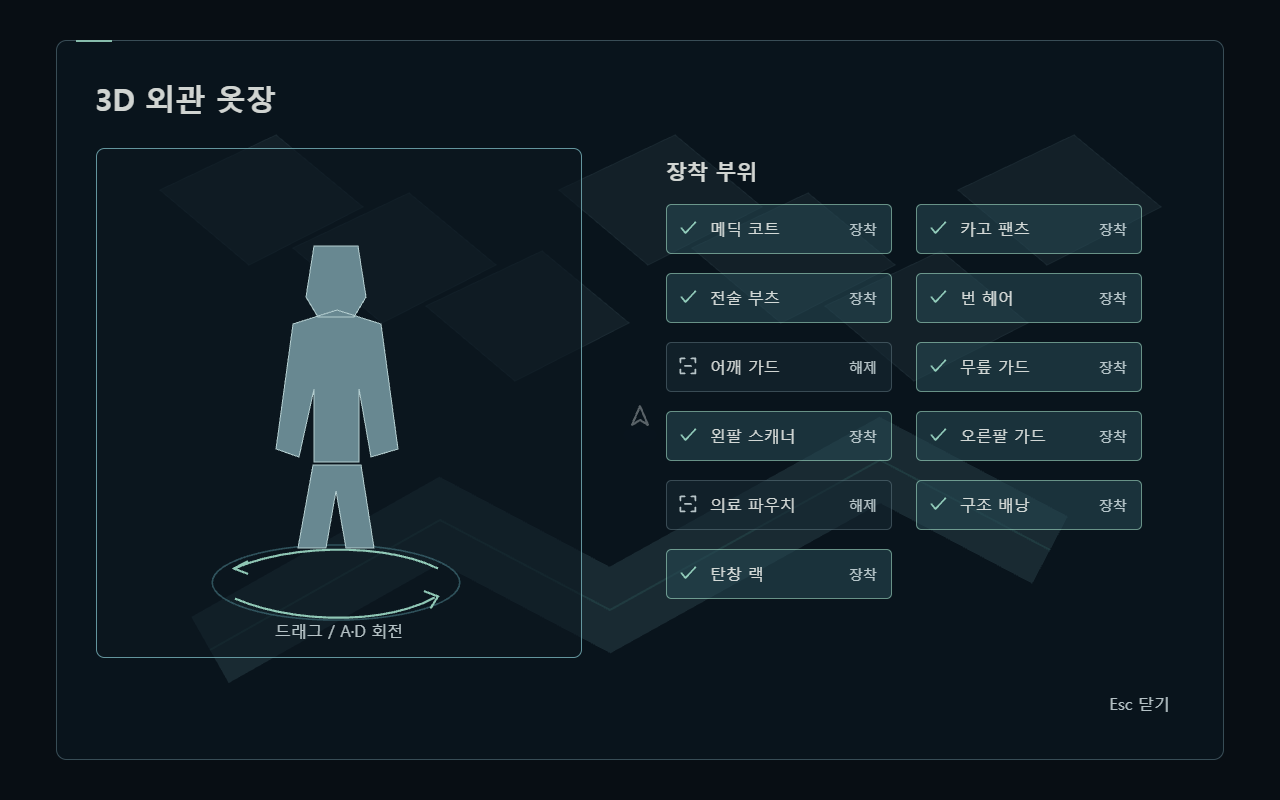 3D 외관 옷장
장착 부위
메딕 코트 장착
카고 팬츠 장착
전술 부츠 장착
번 헤어 장착
어깨 가드 해제
무릎 가드 장착
왼팔 스캐너 장착
오른팔 가드 장착
의료 파우치 해제
구조 배낭 장착
탄창 랙 장착
드래그 / A·D 회전
Esc 닫기